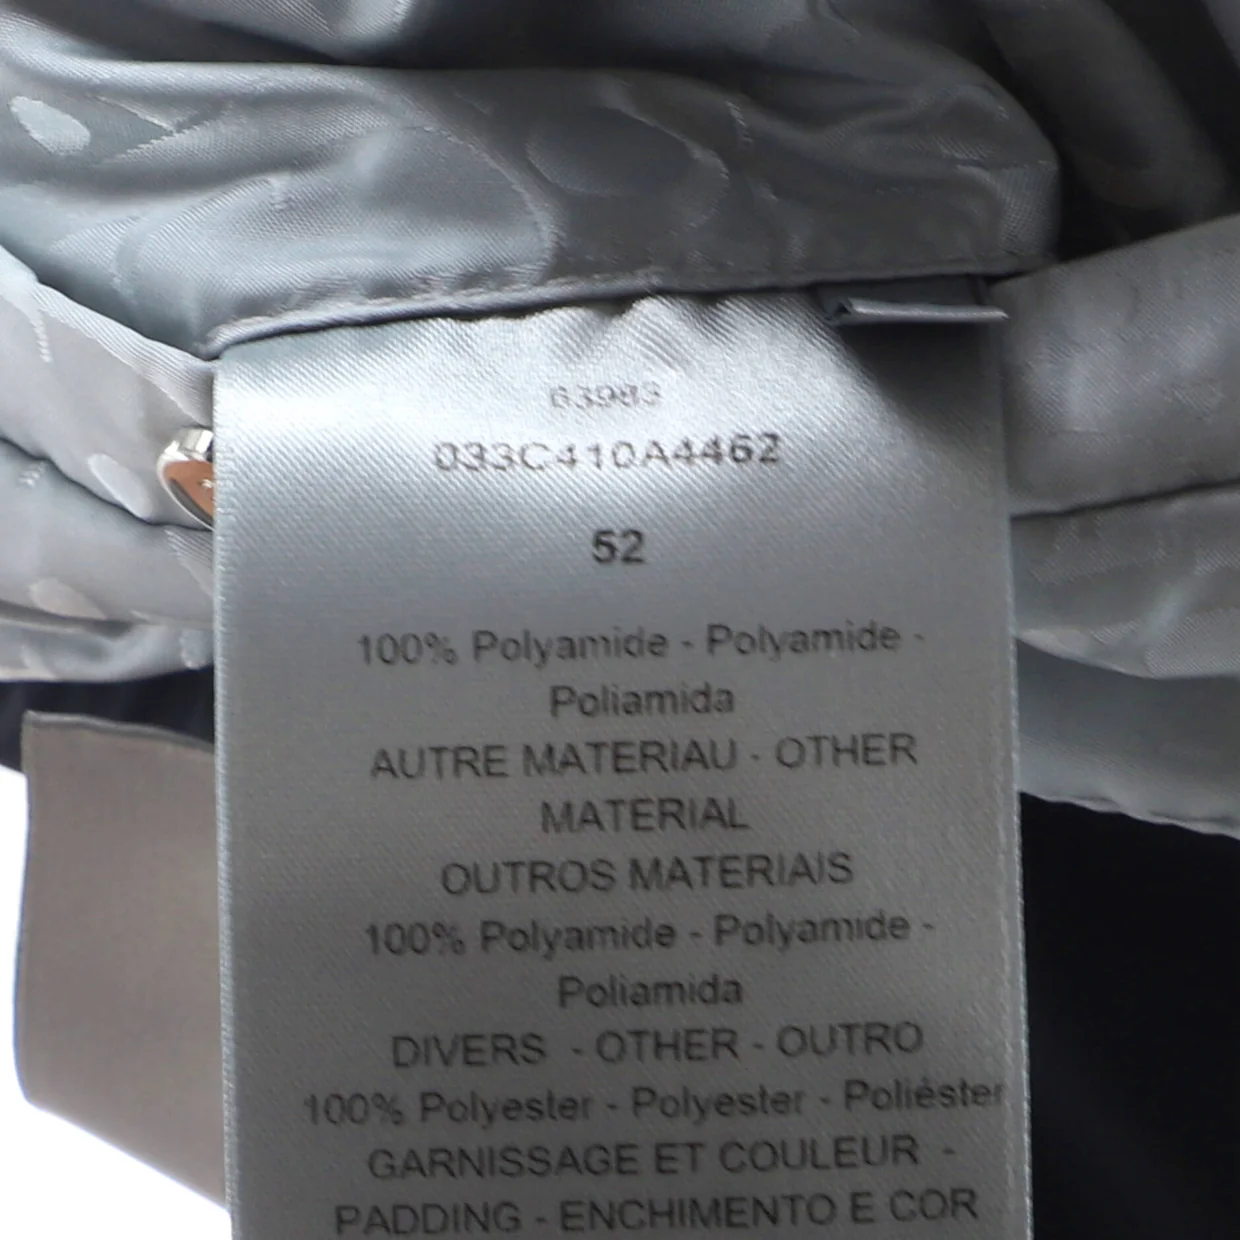 63983
033C410A4462
52
100% Polyamide - Polyamide -
Poliamida
AUTRE MATERIAU - OTHER
MATERIAL
OUTROS MATERIAIS
100% Polyamide - Polyamide -
Poliamida
DIVERS - OTHER - OUTRO
100% Polyester - Polyester - Poliéster
GARNISSAGE ET COULEUR -
PADDING - ENCHIMENTO E COR